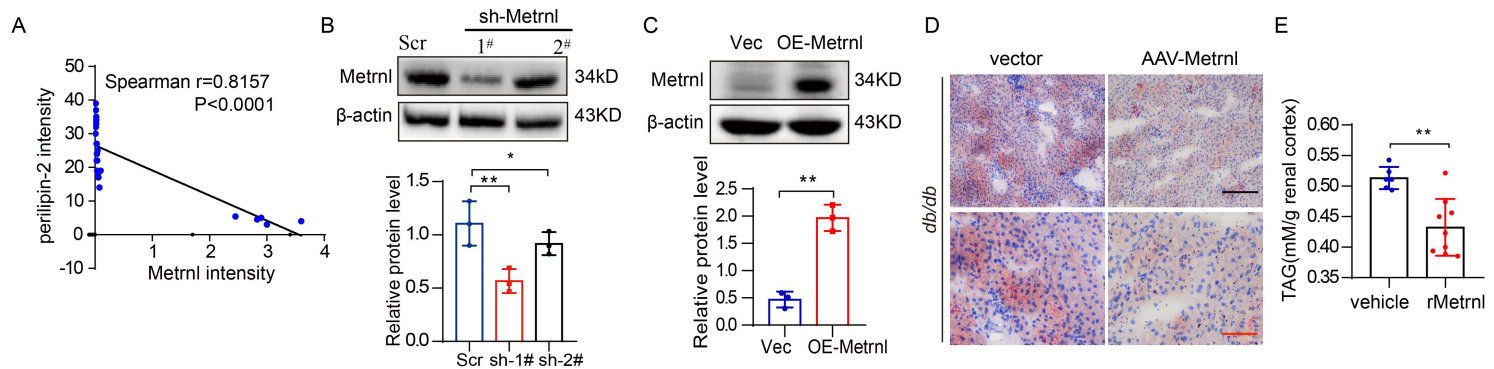 A
Spearman r=0.8157
P<0.0001
perilipin-2 intensity
50
40
30
20
10
0
-10
1
2
3
4
Metrnl intensity
B
sh-Metrnl
Scr
1#
2#
Metrnl
34kD
β-actin
43KD
Relative protein level
1.5
1.0
0.5
0.0
**
*
Scr
sh-1#
sh-2#
C
Vec
OE-Metrnl
Metrnl
34KD
β-actin
43KD
Relative protein level
2.5
2.0
1.5
1.0
0.5
0.0
**
Vec
OE-Metrnl
D
vector
AAV-Metrnl
db/db
E
TAG(mM/g renal cortex)
0.60
0.55
0.50
0.45
0.40
0.35
**
vehicle
rMetrnl